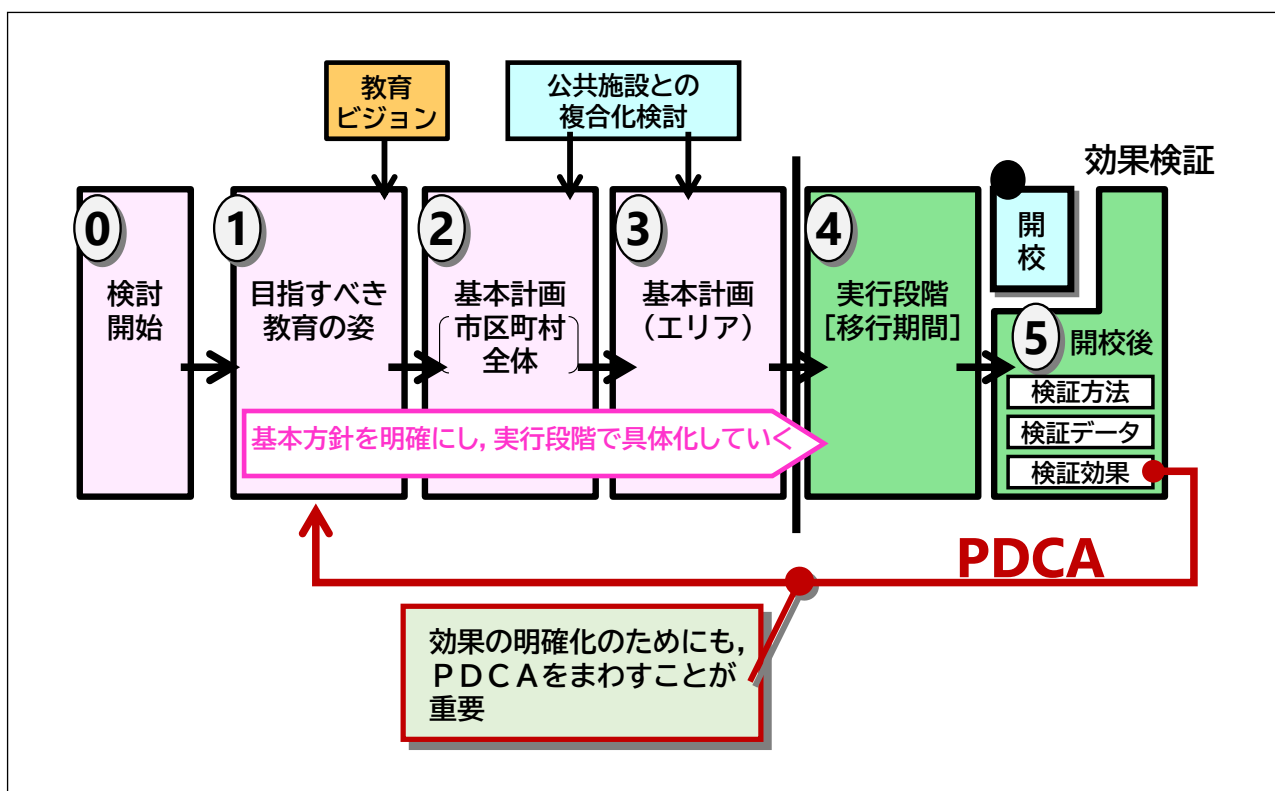 教育
ビジョン
公共施設との
複合化検討
効果検証
0
検討
開始
1
目指すべき
教育の姿
2
基本計画
市区町村
全体
3
基本計画
(エリア)
4
実行段階
[移行期間]
開
校
5
開校後
検証方法
検証データ
検証効果
基本方針を明確にし,実行段階で具体化していく
PDCA
効果の明確化のためにも,
PDCAをまわすことが
重要